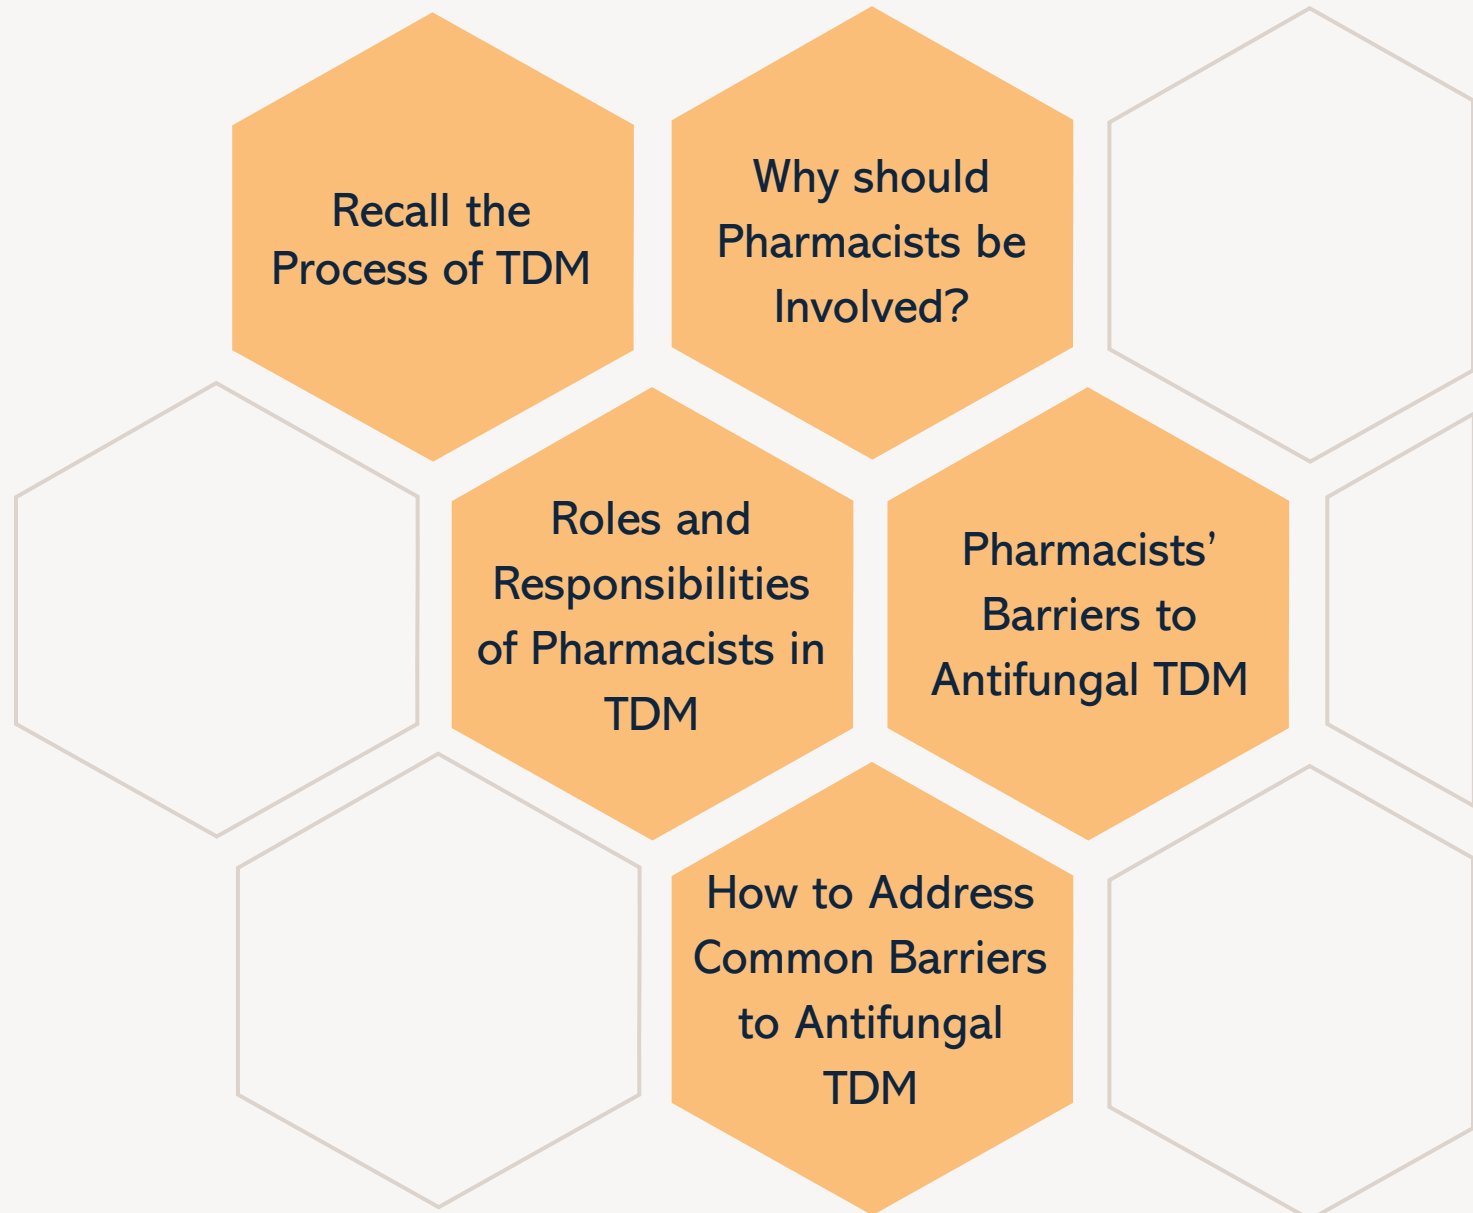 Recall the
Process of TDM
Why should
Pharmacists be
Involved?
Roles and
Responsibilities
of Pharmacists in
TDM
Pharmacists’
Barriers to
Antifungal TDM
How to Address
Common Barriers
to Antifungal
TDM